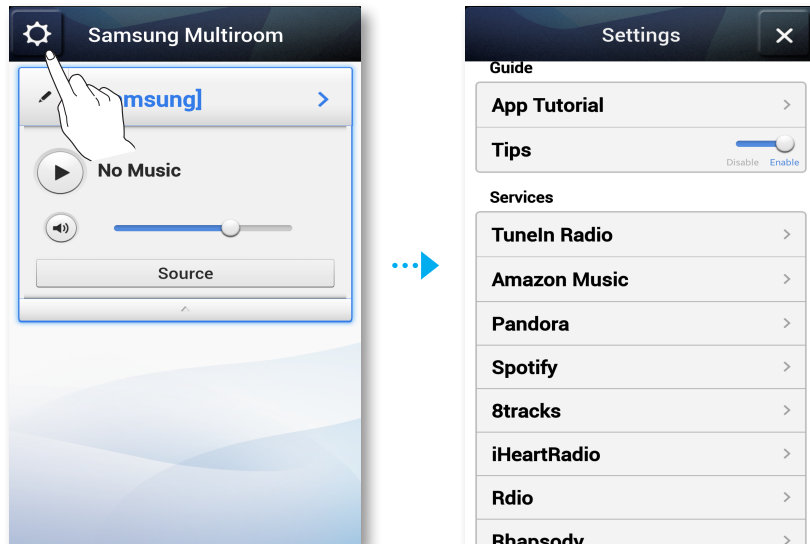 Samsung Multiroom
msung]
No Music
Source
Settings
Guide
App Tutorial
Tips
Disable Enable
Services
TuneIn Radio
Amazon Music
Pandora
Spotify
8tracks
iHeartRadio
Rdio
Rhapsody